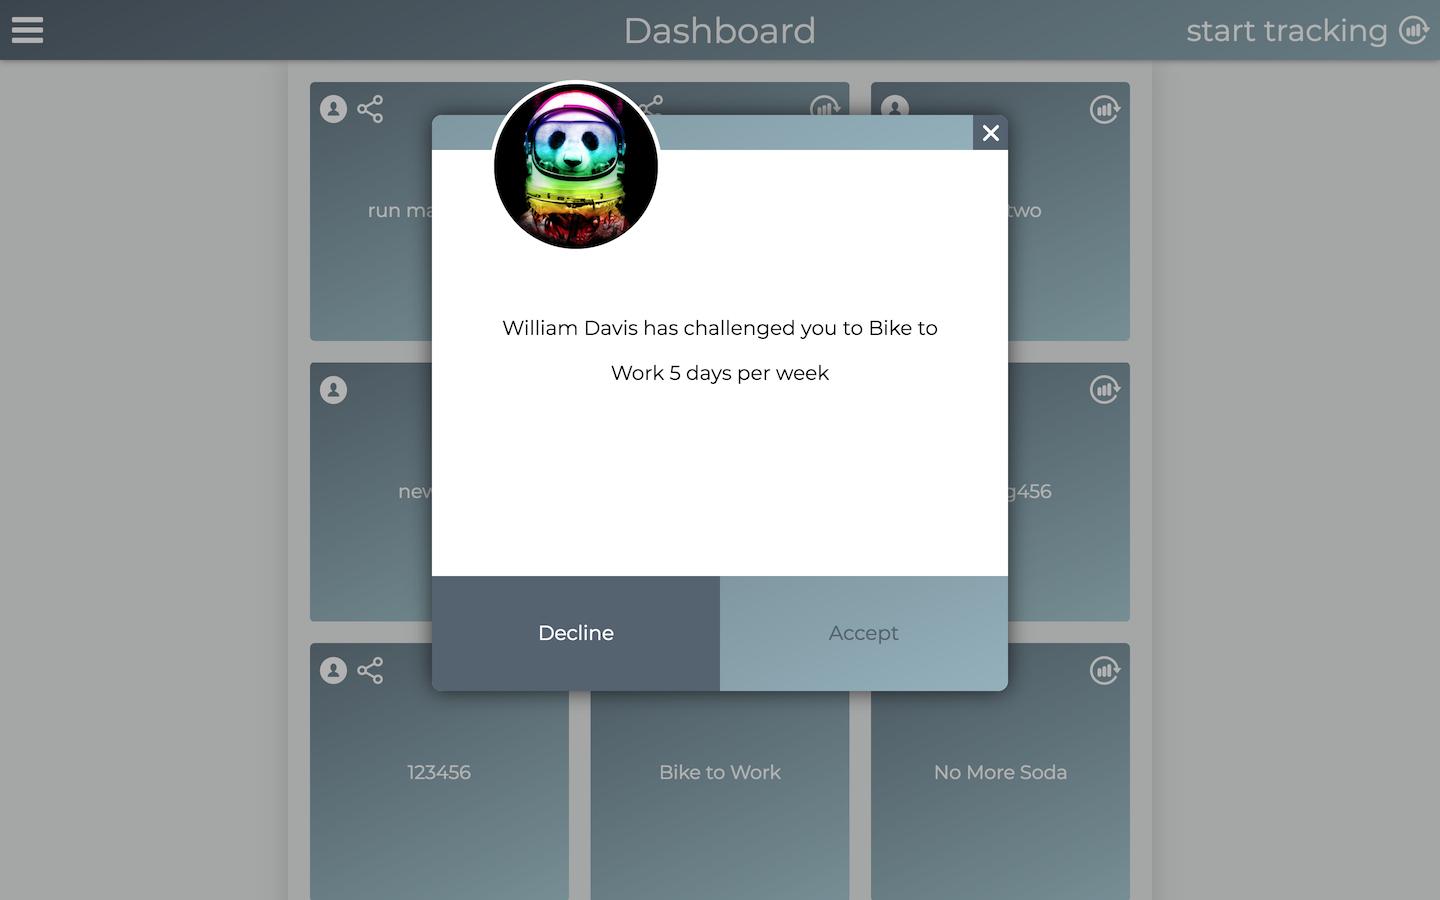 Dashboard
start tracking
run ma
two
William Davis has challenged you to Bike to
Work 5 days per week
new
g456
Decline
Accept
123456
Bike to Work
No More Soda